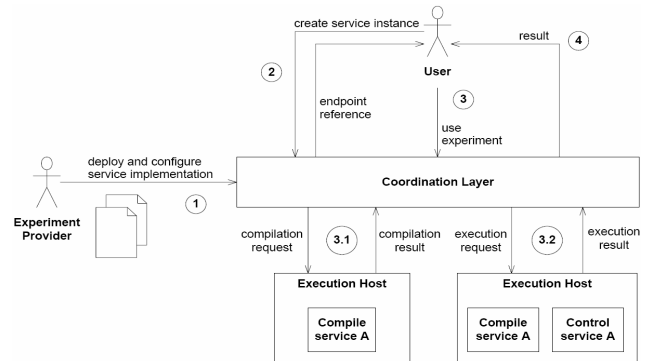 create service instance
result
4
2
User
endpoint
reference
3
use
experiment
deploy and configure
service implementation
Coordination Layer
1
Experiment
Provider
compilation
request
3.1
compilation
result
execution
request
3.2
execution
result
Execution Host
Execution Host
Compile
service A
Compile
service A
Control
service A